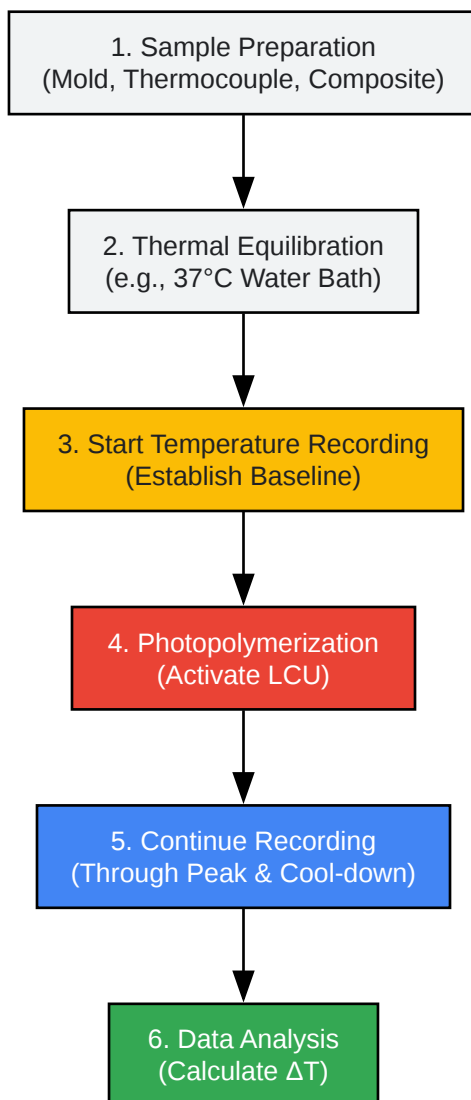 1. Sample Preparation
(Mold, Thermocouple, Composite)
2. Thermal Equilibration
(e.g., 37°C Water Bath)
3. Start Temperature Recording
(Establish Baseline)
4. Photopolymerization
(Activate LCU)
5. Continue Recording
(Through Peak & Cool-down)
6. Data Analysis
(Calculate ΔT)